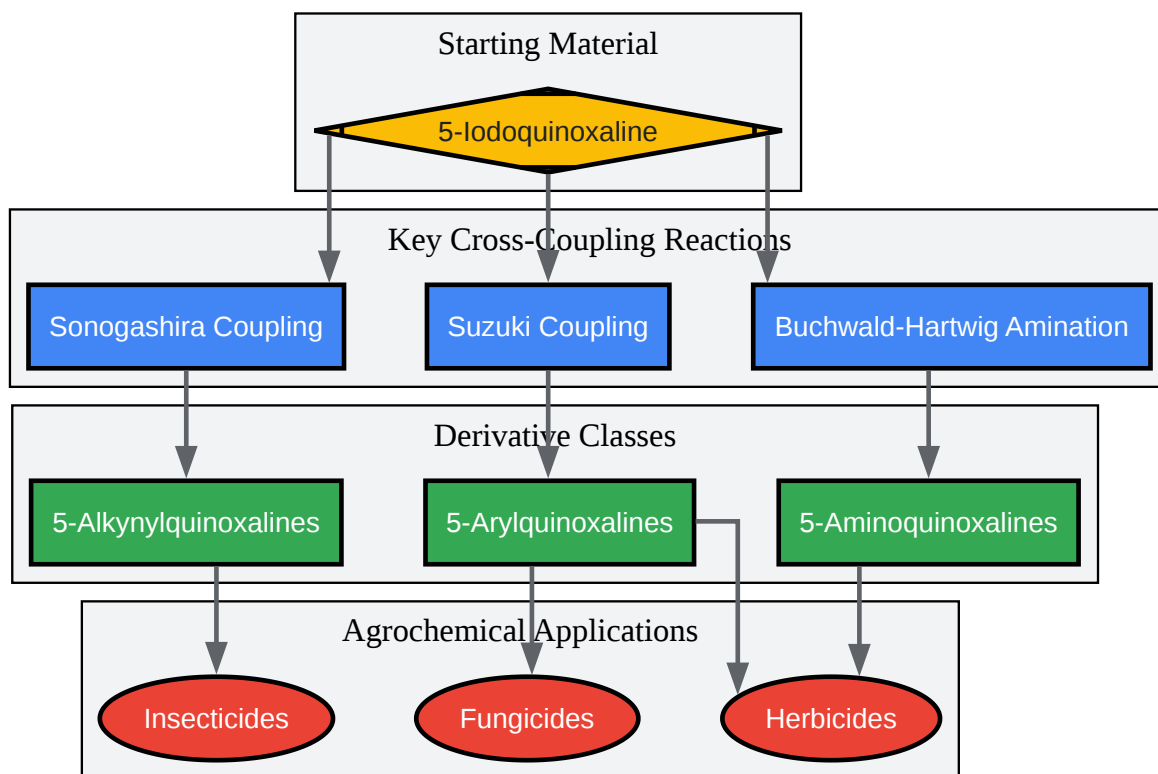 Starting Material
5-Iodoquinoxaline
Key Cross-Coupling Reactions
Sonogashira Coupling
Suzuki Coupling
Buchwald-Hartwig Amination
Derivative Classes
5-Alkynylquinoxalines
5-Arylquinoxalines
5-Aminoquinoxalines
Agrochemical Applications
Insecticides
Fungicides
Herbicides